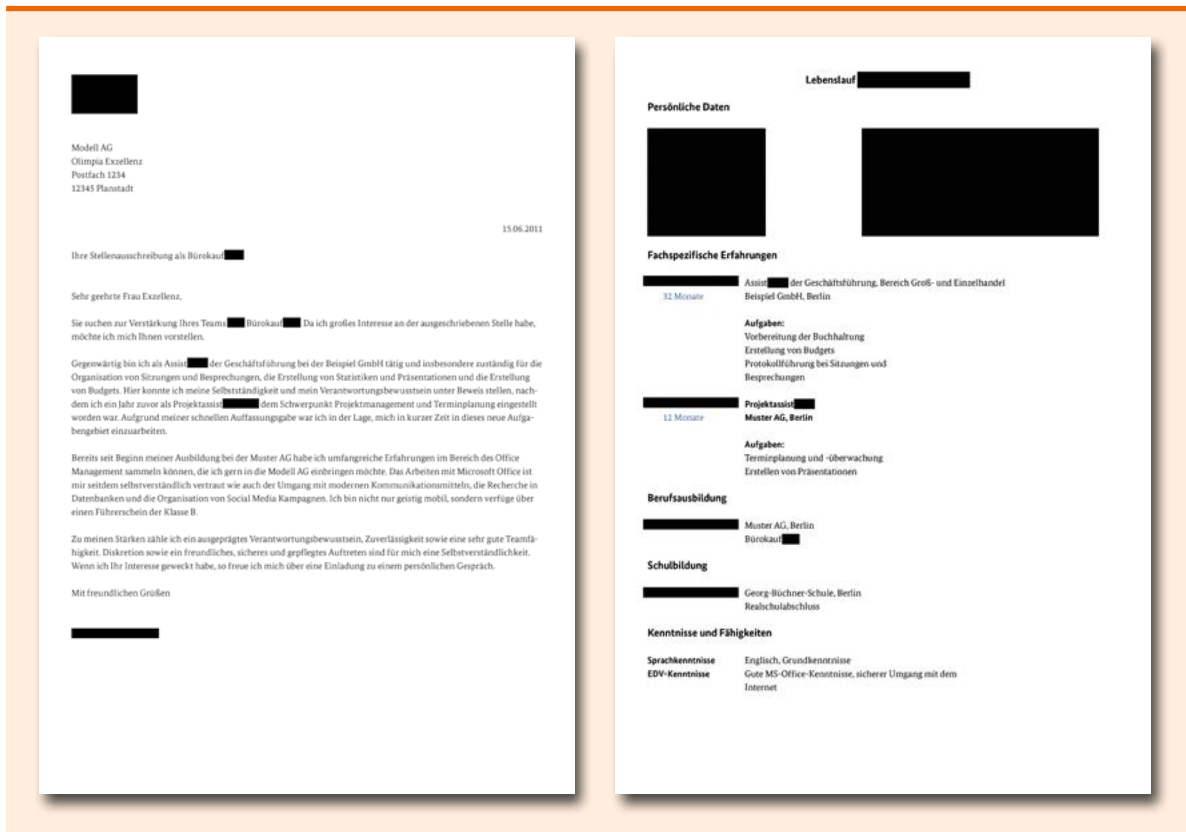 Modell AG
Olimpia Exzellenz
Postfach 1234
12345 Planstadt
15.06.2011
Ihre Stellenausschreibung als Bürokauf
Sehr geehrte Frau Exzellenz,
Sie suchen zur Verstärkung Ihres Teams Bürokauf Da ich großes Interesse an der ausgeschriebenen Stelle habe,
möchte ich mich Ihnen vorstellen.
Gegenwärtig bin ich als Assist der Geschäftsführung bei der Beispiel GmbH tätig und insbesondere zuständig für die
Organisation von Sitzungen und Besprechungen, die Erstellung von Statistiken und Präsentationen und die Erstellung
von Budgets. Hier konnte ich meine Selbstständigkeit und mein Verantwortungsbewusstsein unter Beweis stellen, nach-
dem ich ein Jahr zuvor als Projektassist dem Schwerpunkt Projektmanagement und Terminplanung eingestellt
worden war. Aufgrund meiner schnellen Auffassungsgabe war ich in der Lage, mich in kurzer Zeit in dieses neue Aufga-
bengebiet einzuarbeiten.
Bereits seit Beginn meiner Ausbildung bei der Muster AG habe ich umfangreiche Erfahrungen im Bereich des Office
Management sammeln können, die ich gern in die Modell AG einbringen möchte. Das Arbeiten mit Microsoft Office ist
mir seitdem selbstverständlich vertraut wie auch der Umgang mit modernen Kommunikationsmitteln, die Recherche in
Datenbanken und die Organisation von Social Media Kampagnen. Ich bin nicht nur geistig mobil, sondern verfüge über
einen Führerschein der Klasse B.
Zu meinen Stärken zähle ich ein ausgeprägtes Verantwortungsbewusstsein, Zuverlässigkeit sowie eine sehr gute Teamfä-
higkeit. Diskretion sowie ein freundliches, sicheres und gepflegtes Auftreten sind für mich eine Selbstverständlichkeit.
Wenn ich Ihr Interesse geweckt habe, so freue ich mich über eine Einladung zu einem persönlichen Gespräch.
Mit freundlichen Grüßen
Lebenslauf
Persönliche Daten
Fachspezifische Erfahrungen
Assist der Geschäftsführung, Bereich Groß- und Einzelhandel
32 Monate Beispiel GmbH, Berlin
Aufgaben:
Vorbereitung der Buchhaltung
Erstellung von Budgets
Protokollführung bei Sitzungen und
Besprechungen
Projektassist
12 Monate Muster AG, Berlin
Aufgaben:
Terminplanung und -überwachung
Erstellen von Präsentationen
Berufsausbildung
Muster AG, Berlin
Bürokauf
Schulbildung
Georg-Büchner-Schule, Berlin
Realschulabschluss
Kenntnisse und Fähigkeiten
Sprachkenntnisse Englisch, Grundkenntnisse
EDV-Kenntnisse Gute MS-Office-Kenntnisse, sicherer Umgang mit dem
Internet